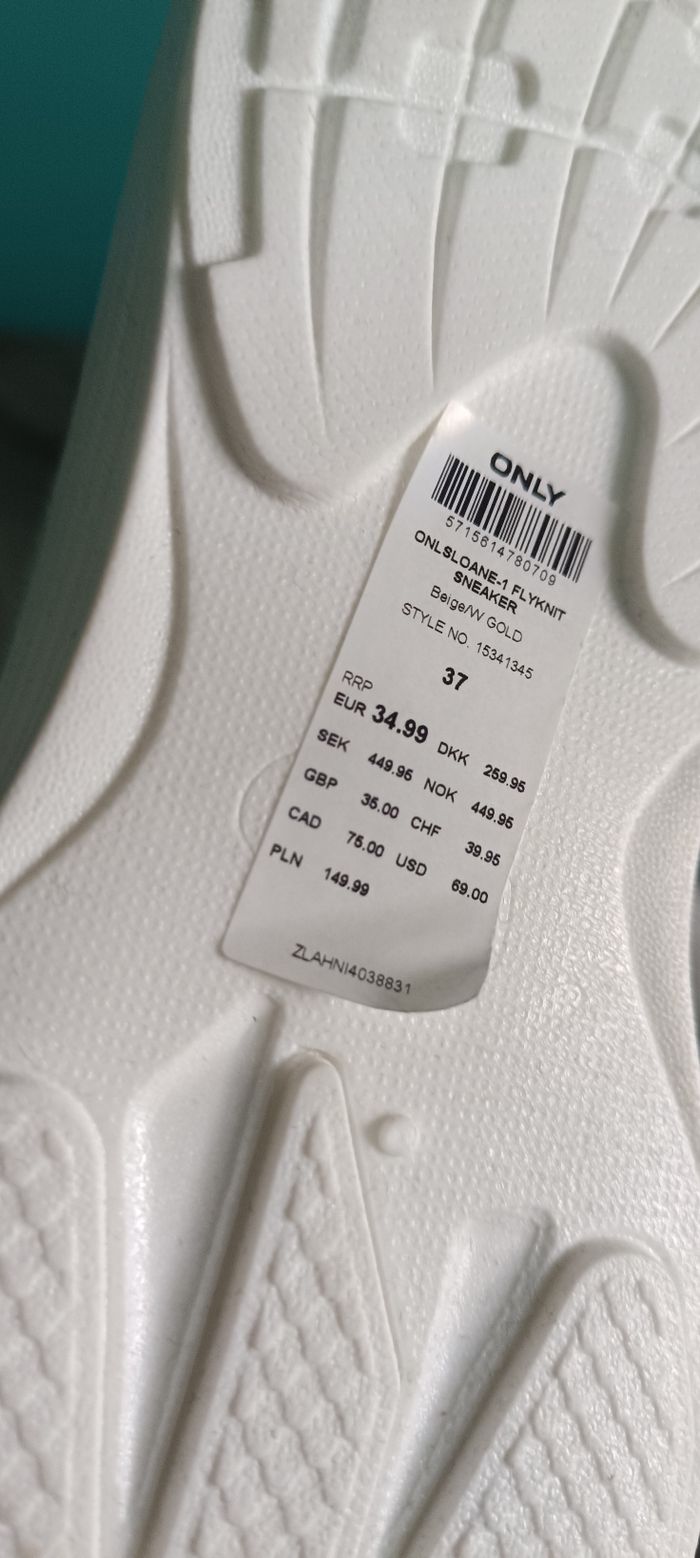 ONLY
5715614780709
ONLSLOANE-1 FLYKNIT
SNEAKER
Beige/W GOLD
STYLE NO. 15341345
37
RRP
EUR 34.99 DKK 259.95
SEK 449.95 NOK 449.95
GBP 35.00 CHF 39.95
CAD 75.00 USD 69.00
PLN 149.99
ZLAHNI4038831